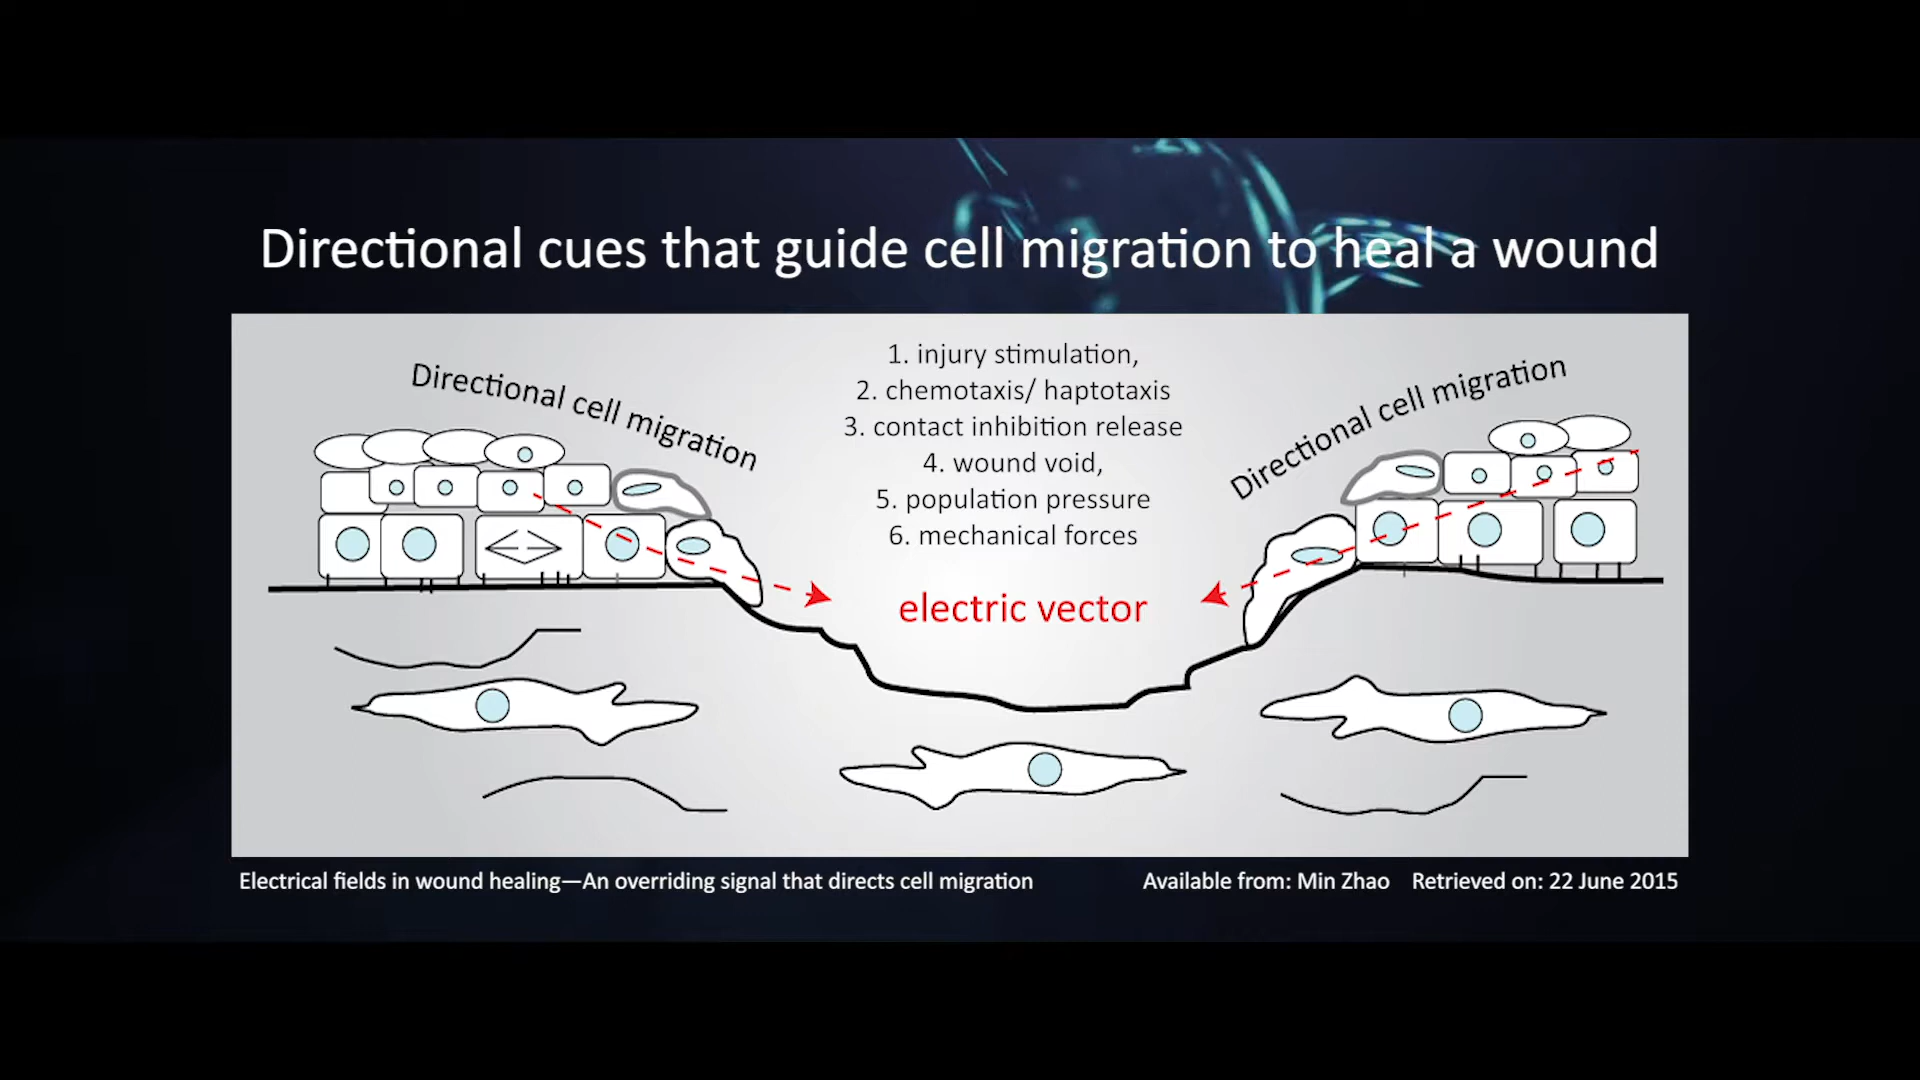 Directional cues that guide cell migration to heal a wound
Directional cell migration
1. injury stimulation,
2. chemotaxis/ haptotaxis
3. contact inhibition release
4. wound void,
5. population pressure
6. mechanical forces
Directional cell migration
electric vector
Electrical fields in wound healing—An overriding signal that directs cell migration
Available from: Min Zhao Retrieved on: 22 June 2015